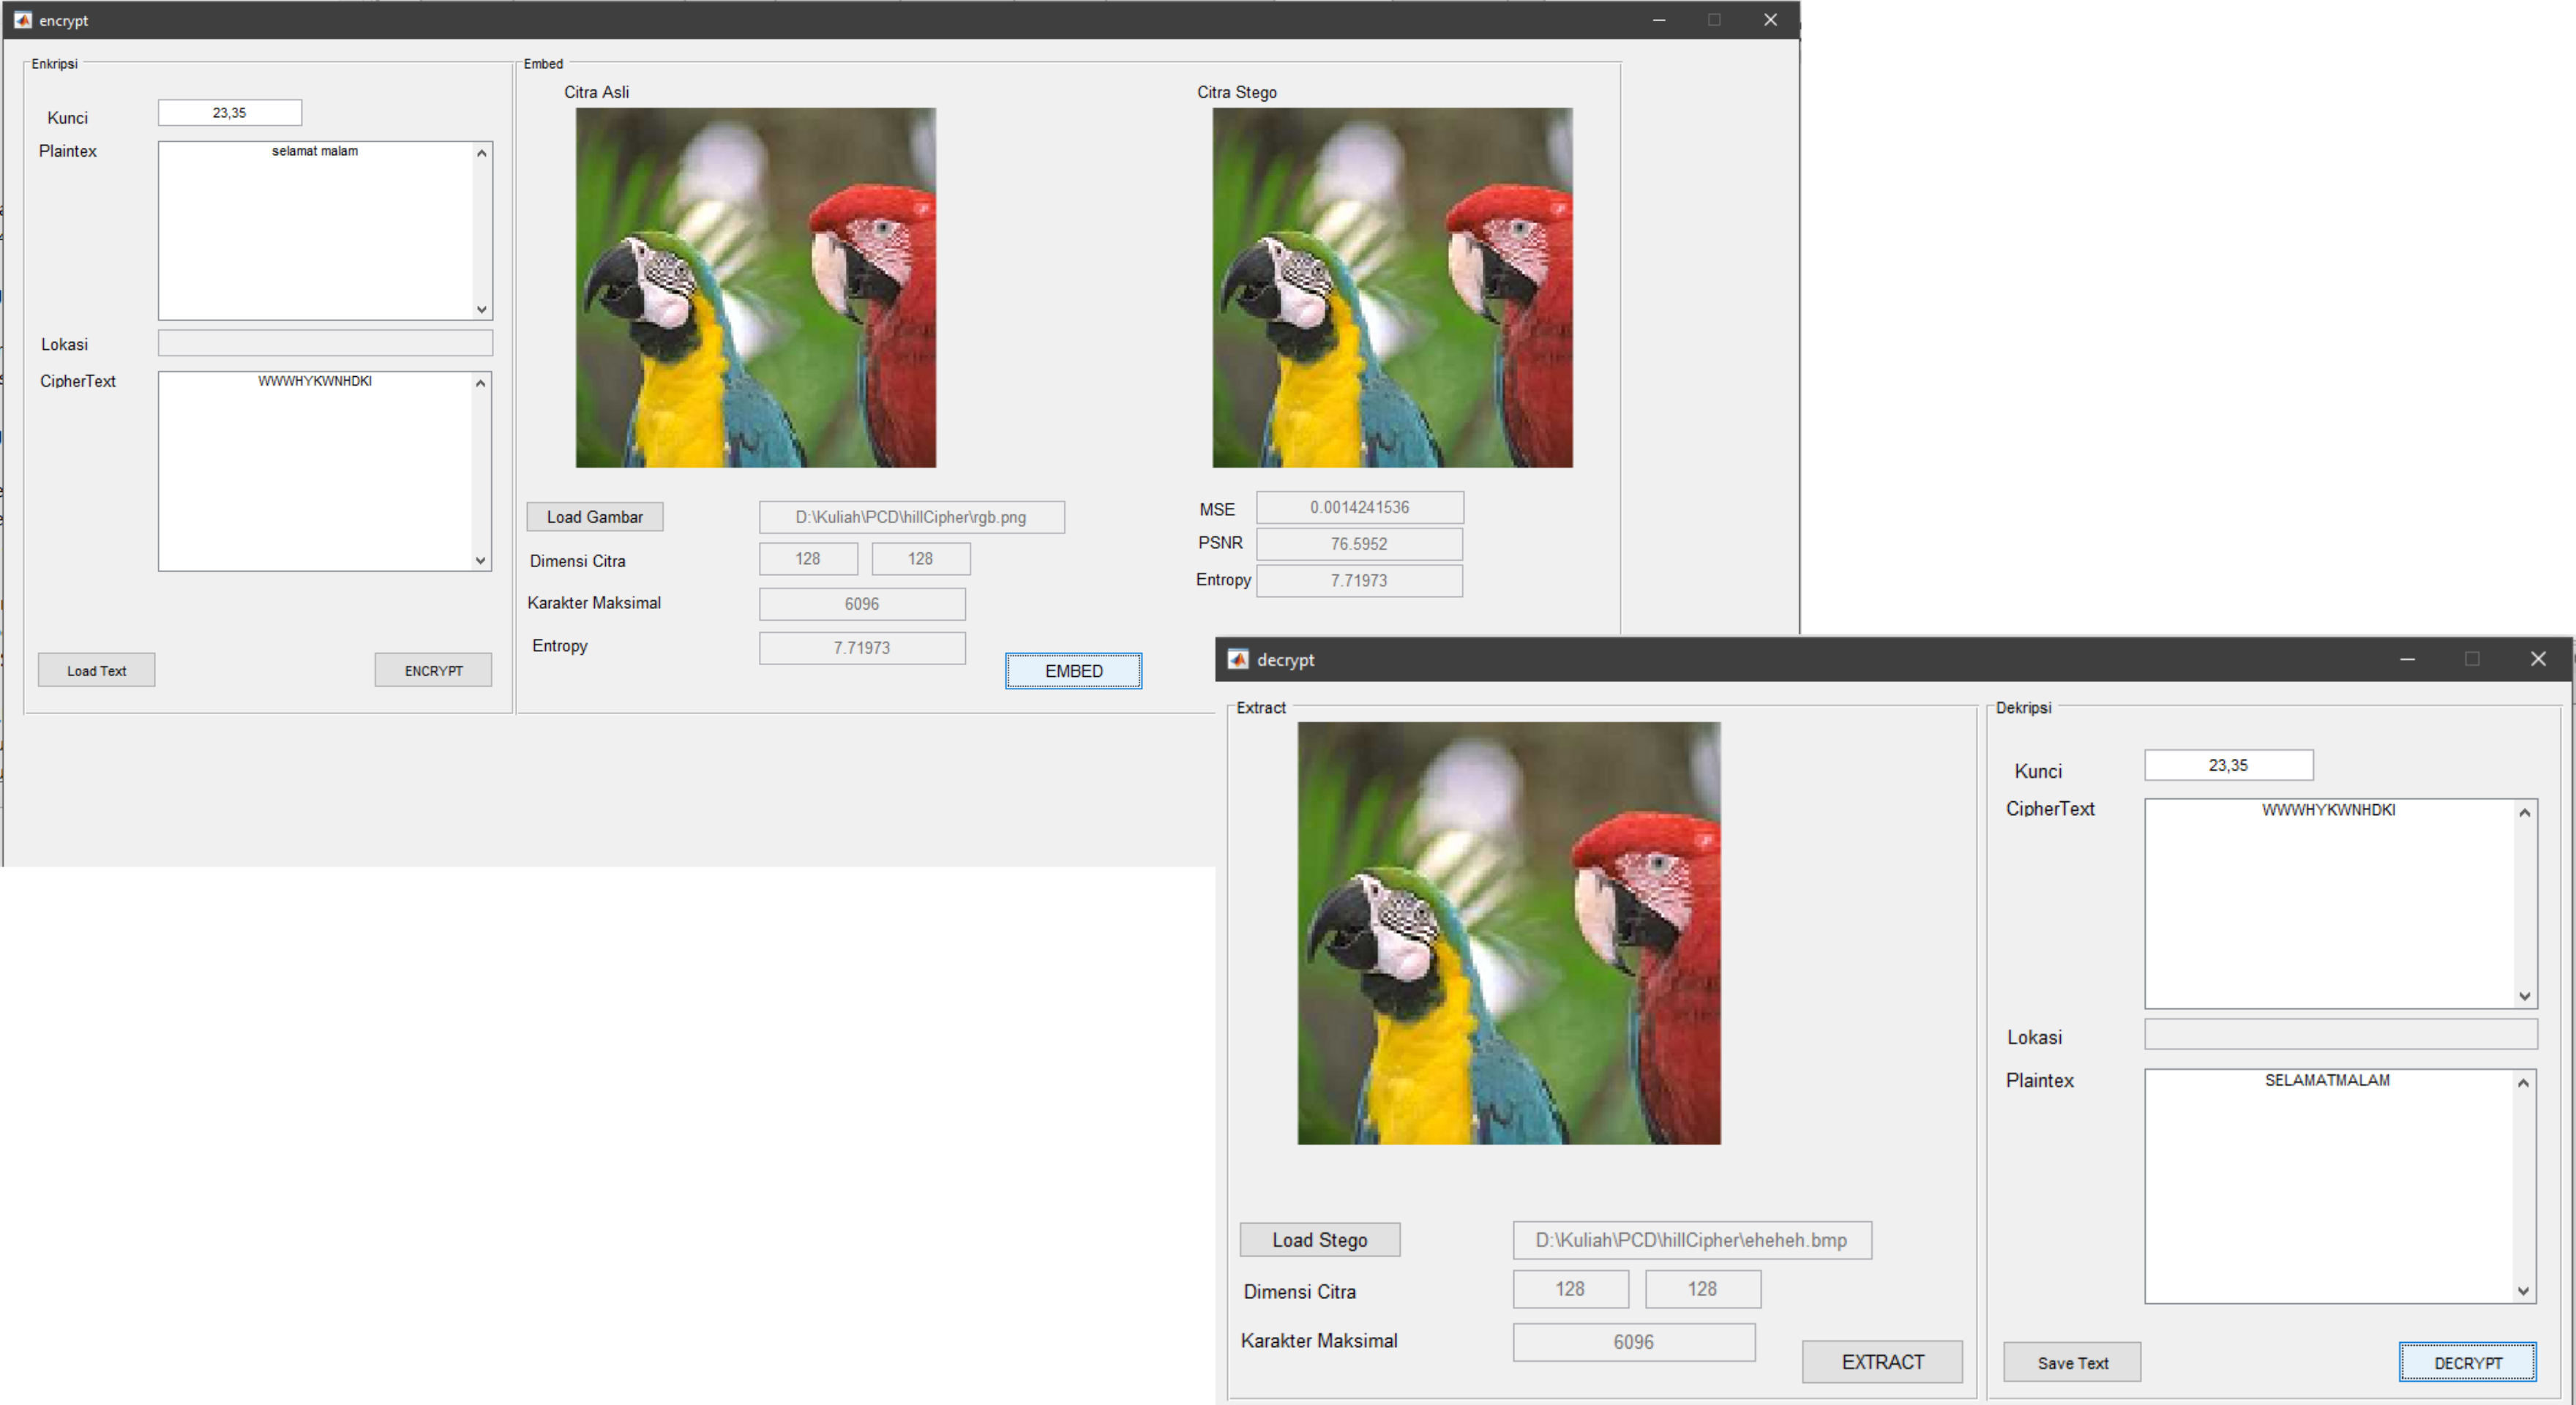 encrypt
Enkripsi
Kunci
23,35
Plaintex
selamat malam
Lokasi
CipherText
WWWHYKWNHDKI
Load Text
ENCRYPT
Embed
Citra Asli
Citra Stego
Load Gambar
D:\Kuliah\PCD\hillCipher\rgb.png
Dimensi Citra
128
128
Karakter Maksimal
6096
Entropy
7.71973
EMBED
MSE
0.0014241536
PSNR
76.5952
Entropy
7.71973
decrypt
Extract
Load Stego
D:\Kuliah\PCD\hillCipher\eheheh.bmp
Dimensi Citra
128
128
Karakter Maksimal
6096
EXTRACT
Dekripsi
Kunci
23,35
CipherText
WWWHYKWNHDKI
Lokasi
Plaintex
SELAMATMALAM
Save Text
DECRYPT